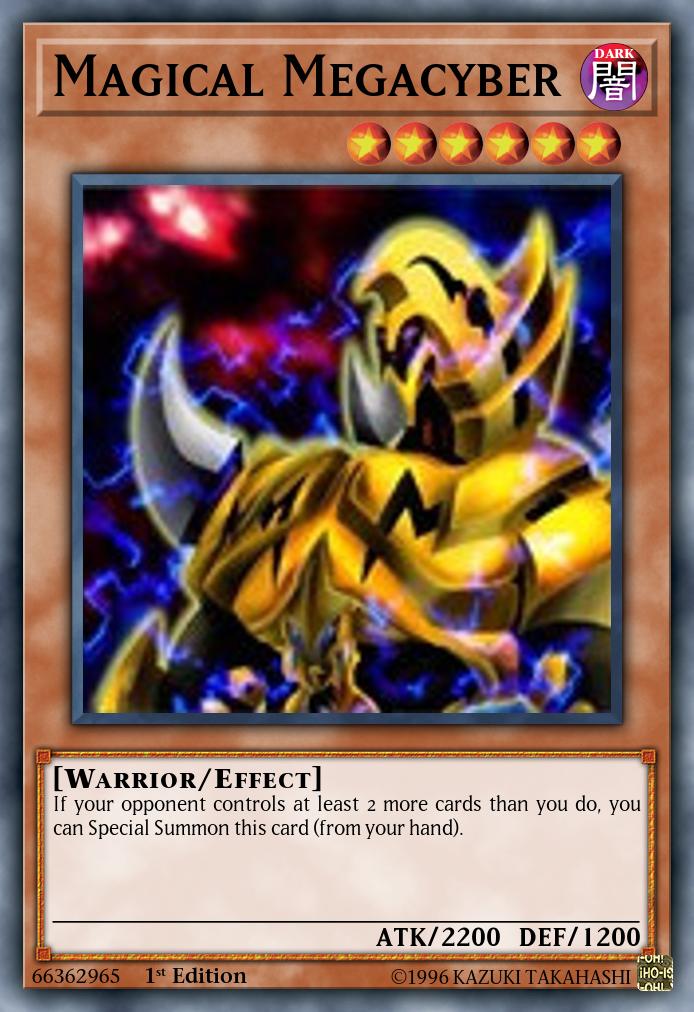 Magical Megacyber
DARK
闇
[Warrior/Effect]
If your opponent controls at least 2 more cards than you do, you
can Special Summon this card (from your hand).
ATK/2200 DEF/1200
66362965 1st Edition ©1996 KAZUKI TAKAHASHI